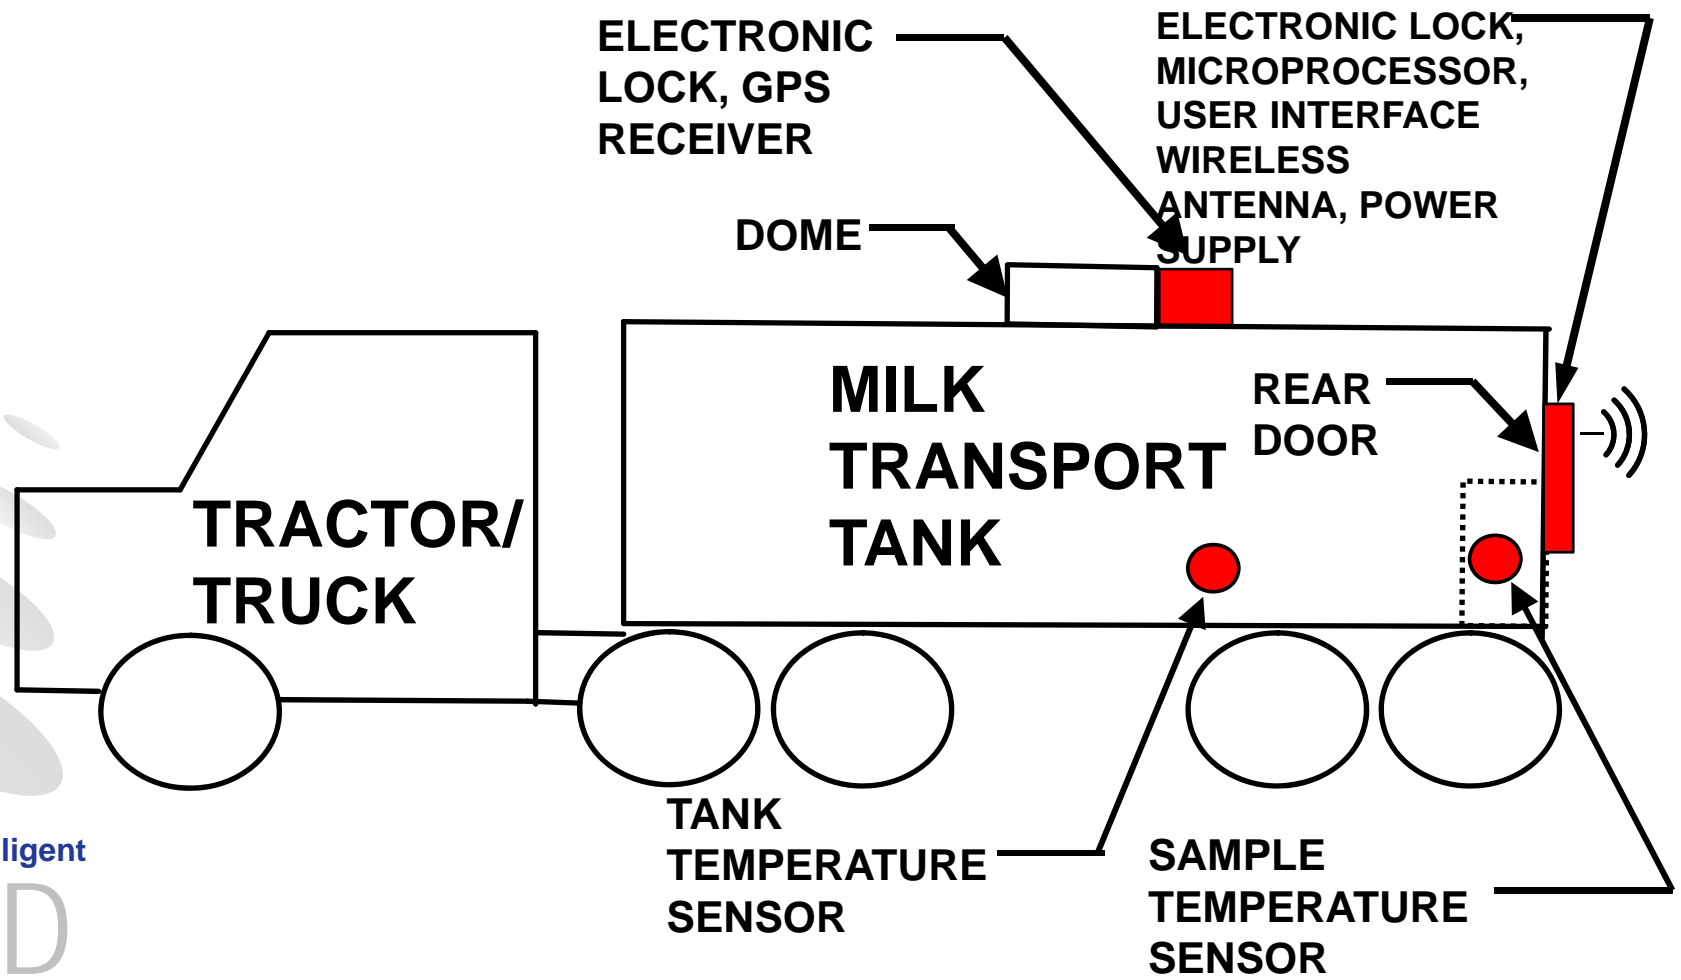 ELECTRONIC
LOCK, GPS
RECEIVER
ELECTRONIC LOCK,
MICROPROCESSOR,
USER INTERFACE
WIRELESS
ANTENNA, POWER
SUPPLY
DOME
MILK
TRANSPORT
TANK
REAR
DOOR
TRACTOR/
TRUCK
TANK
TEMPERATURE
SENSOR
SAMPLE
TEMPERATURE
SENSOR
ligent
D